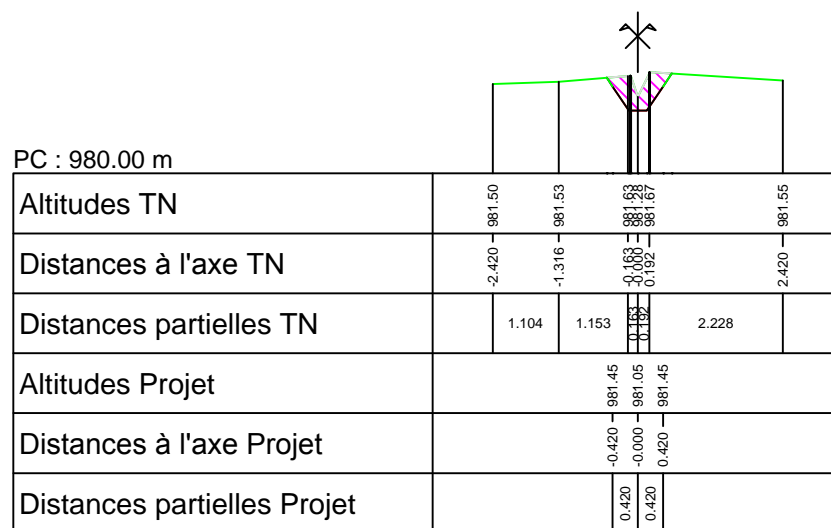 PC : 980.00 m
Altitudes TN 981.50 981.53 981.63 981.28 981.67 981.55
Distances à l'axe TN -2.420 -1.316 -0.163 -0.000 0.192 2.420
Distances partielles TN 1.104 1.153 0.163 0.192 2.228
Altitudes Projet 981.45 981.05 981.45
Distances à l'axe Projet -0.420 -0.000 0.420
Distances partielles Projet 0.420 0.420